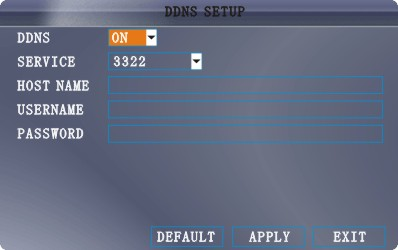 DDNS SETUP
DDNS ON
SERVICE 3322
HOST NAME
USERNAME
PASSWORD
DEFAULT APPLY EXIT